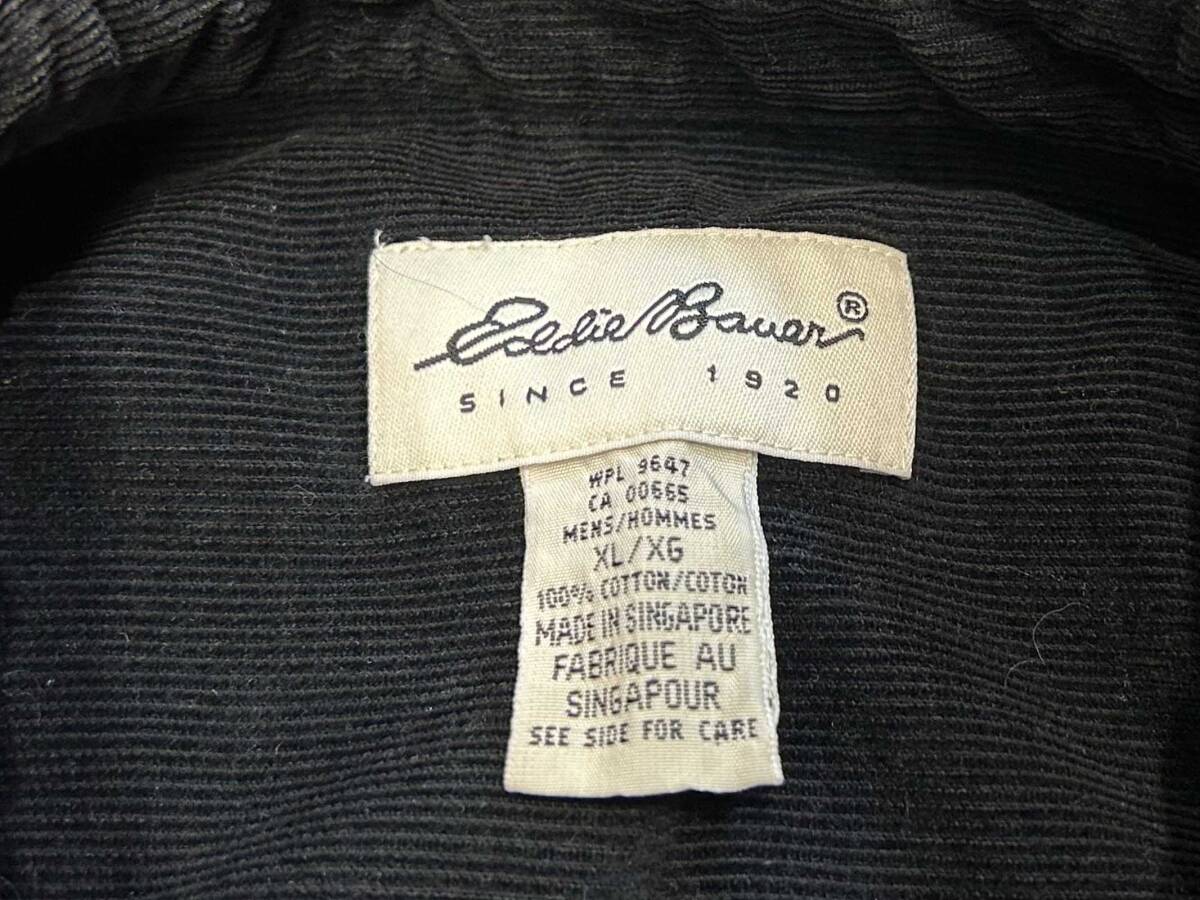 Eddie Bauer®
SINCE 1920
WPL 9647
CA 00665
MENS/HOMMES
XL/XG
100% COTTON/COTON
MADE IN SINGAPORE
FABRIQUE AU
SINGAPOUR
SEE SIDE FOR CARE